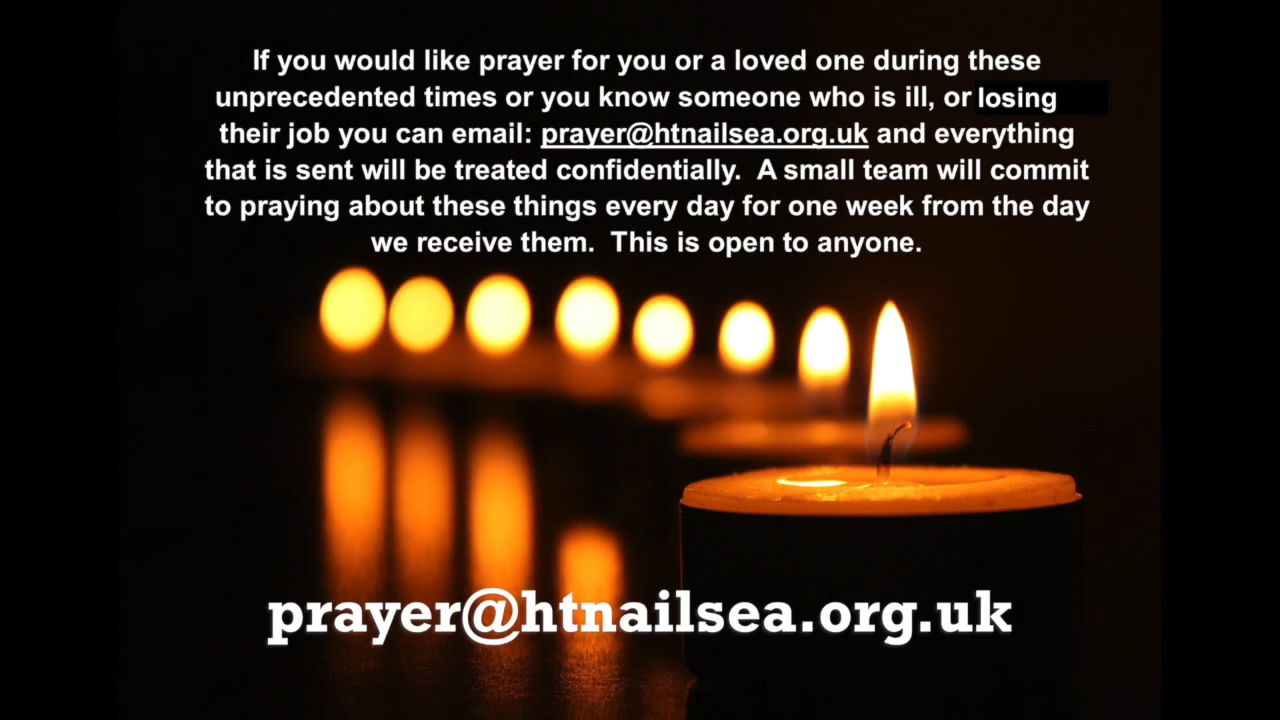 If you would like prayer for you or a loved one during these
unprecedented times or you know someone who is ill, or losing
their job you can email: prayer@htnailsea.org.uk and everything
that is sent will be treated confidentially.  A small team will commit
to praying about these things every day for one week from the day
we receive them.  This is open to anyone.
prayer@htnailsea.org.uk